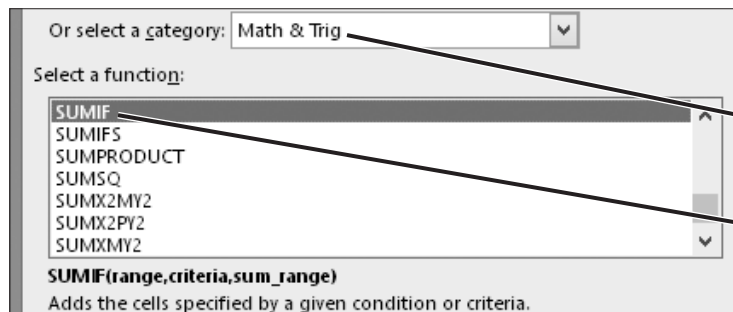 Or select a category: Math & Trig
Select a function:
SUMIF
SUMIFS
SUMPRODUCT
SUMSQ
SUMX2MY2
SUMX2PY2
SUMXMY2
SUMIF(range,criteria,sum_range)
Adds the cells specified by a given condition or criteria.